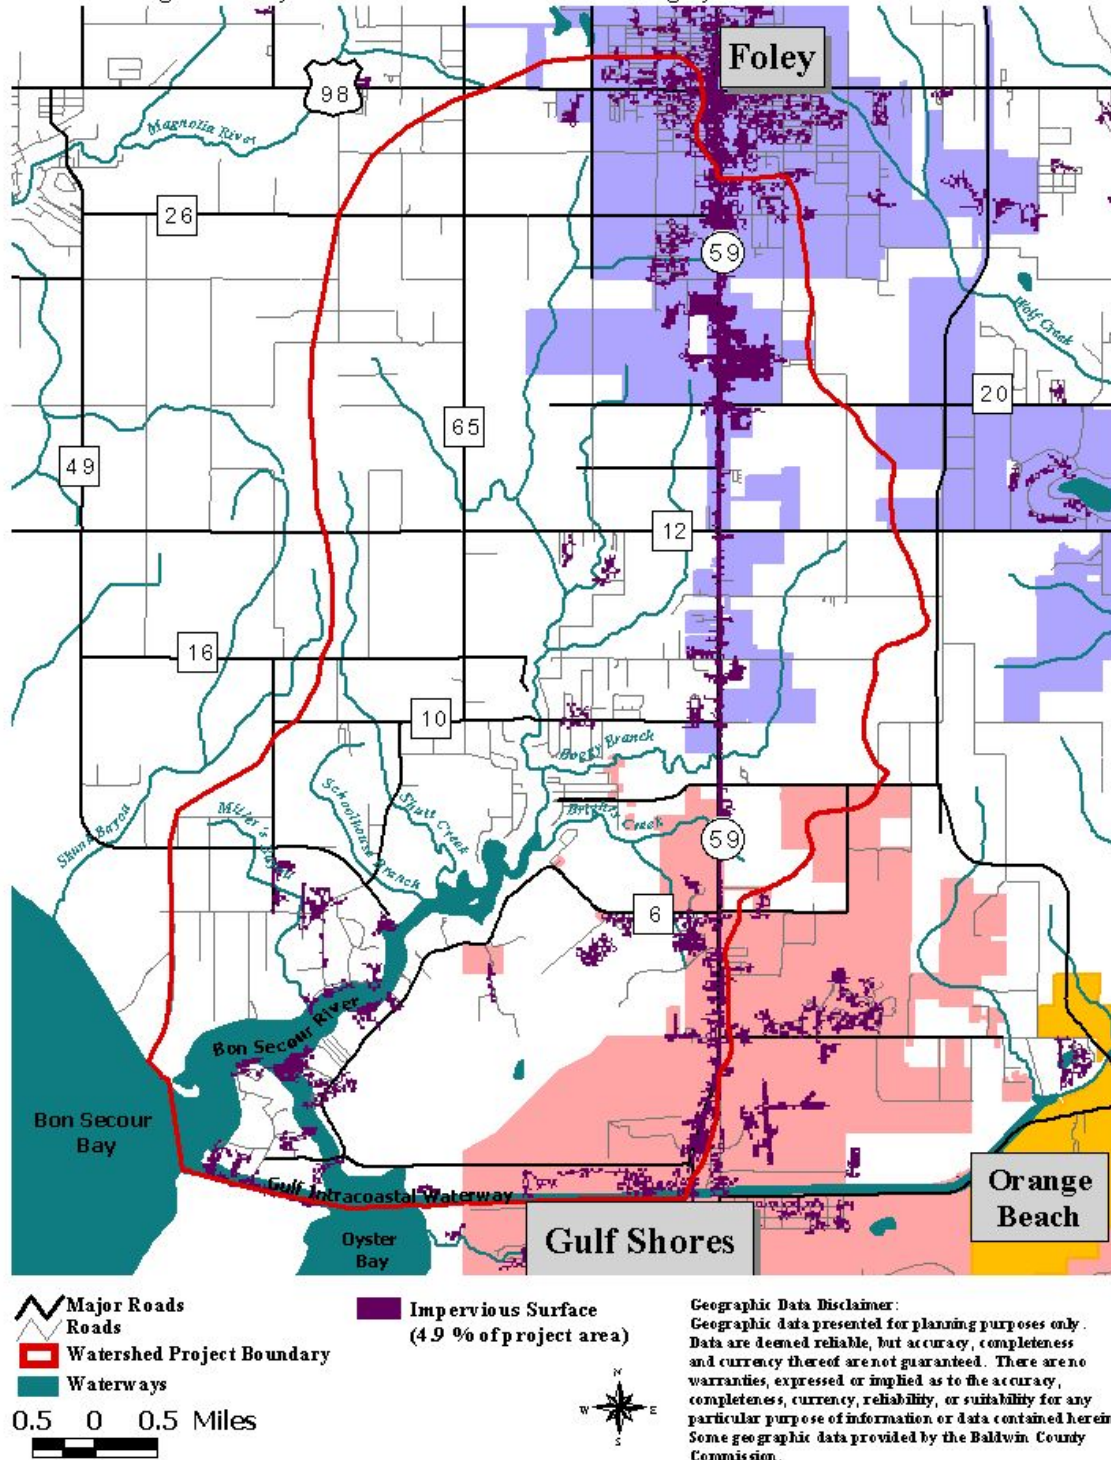 Foley
98
Magnolia River
26
59
Wolf Creek
20
65
49
12
16
10
Boggy Branch
Schoolhouse Branch
Shutt Creek
Bright's Creek
Skunk Bayou
Miller's Bayou
59
6
Bon Secour River
Bon Secour
Bay
Gulf Intracoastal Waterway
Orange
Beach
Oyster
Bay
Gulf Shores
Major Roads
Roads
Watershed Project Boundary
Waterways
0.5 0 0.5 Miles
Impervious Surface
(4.9 % of project area)
N
W E
S
Geographic Data Disclaimer:
Geographic data presented for planning purposes only.
Data are deemed reliable, but accuracy, completeness
and currency thereof are not guaranteed. There are no
warranties, expressed or implied as to the accuracy,
completeness, currency, reliability, or suitability for any
particular purpose of information or data contained herein
Some geographic data provided by the Baldwin County
Commission.